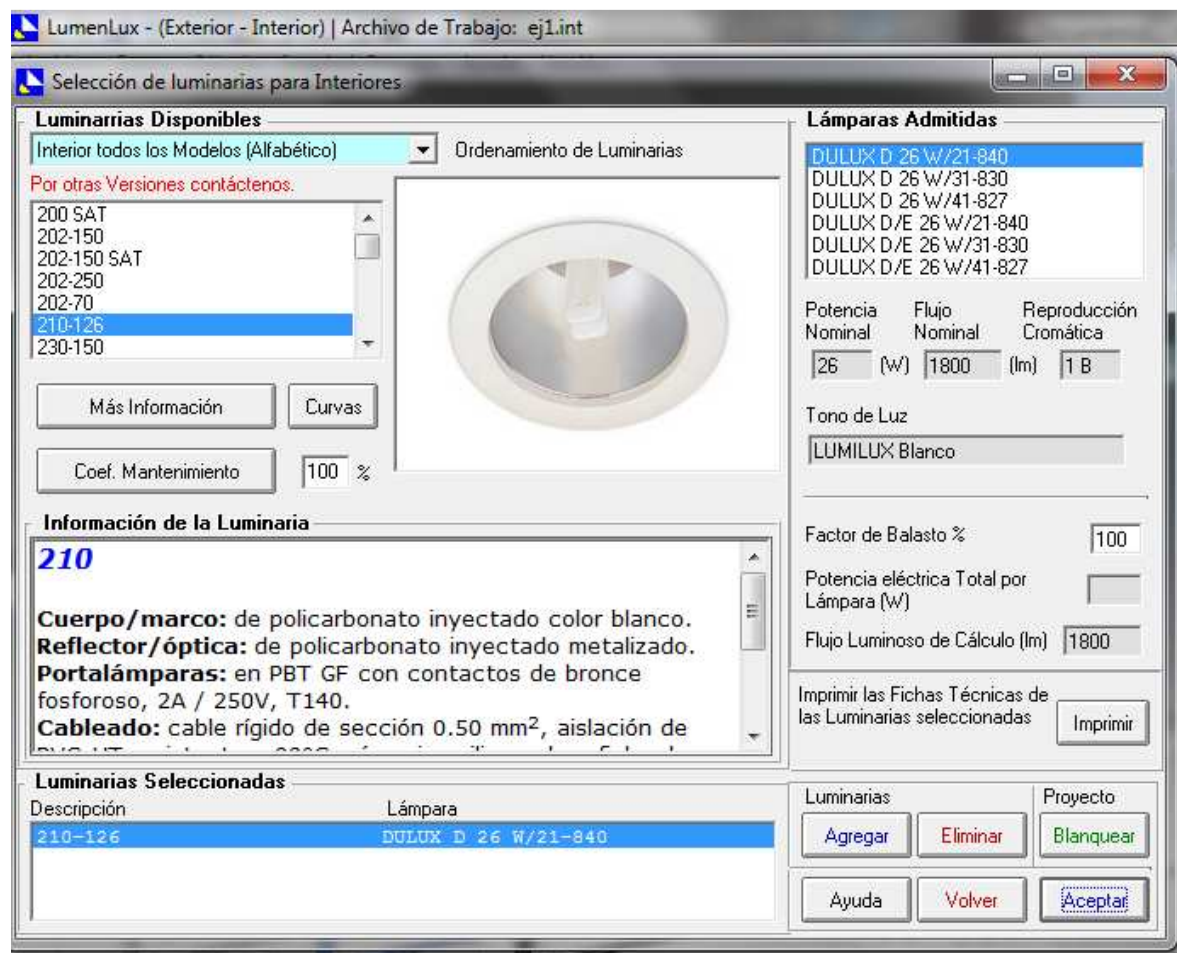 LumenLux - (Exterior - Interior) | Archivo de Trabajo: ej1.int
Selección de luminarias para Interiores
Luminarrias Disponibles
Interior todos los Modelos (Alfabético)
Ordenamiento de Luminarias
Por otras Versiones contáctenos.
200 SAT
202-150
202-150 SAT
202-250
202-70
210-126
230-150
Más Información
Curvas
Coef. Mantenimiento
100 %
Información de la Luminaria
210
Cuerpo/marco: de policarbonato inyectado color blanco.
Reflector/óptica: de policarbonato inyectado metalizado.
Portalámparas: en PBT GF con contactos de bronce
fosforoso, 2A / 250V, T140.
Cableado: cable rígido de sección 0.50 mm², aislación de
Luminarias Seleccionadas
Descripción Lámpara
210-126 DULUX D 26 W/21-840
Lámparas Admitidas
DULUX D 26 W/21-840
DULUX D 26 W/31-830
DULUX D 26 W/41-827
DULUX D/E 26 W/21-840
DULUX D/E 26 W/31-830
DULUX D/E 26 W/41-827
Potencia Flujo Reproducción
Nominal Nominal Cromática
26 (W) 1800 (lm) 1 B
Tono de Luz
LUMILUX Blanco
Factor de Balasto % 100
Potencia eléctrica Total por
Lámpara (W)
Flujo Luminoso de Cálculo (lm) 1800
Imprimir las Fichas Técnicas de
las Luminarias seleccionadas
Imprimir
Luminarias Proyecto
Agregar Eliminar Blanquear
Ayuda Volver Aceptar